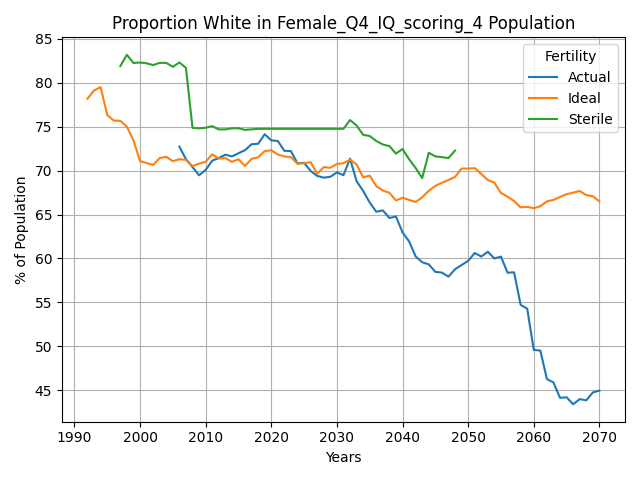 Proportion White in Female_Q4_IQ_scoring_4 Population
Fertility
Actual
Ideal
Sterile
% of Population
85
80
75
70
65
60
55
50
45
1990 2000 2010 2020 2030 2040 2050 2060 2070
Years